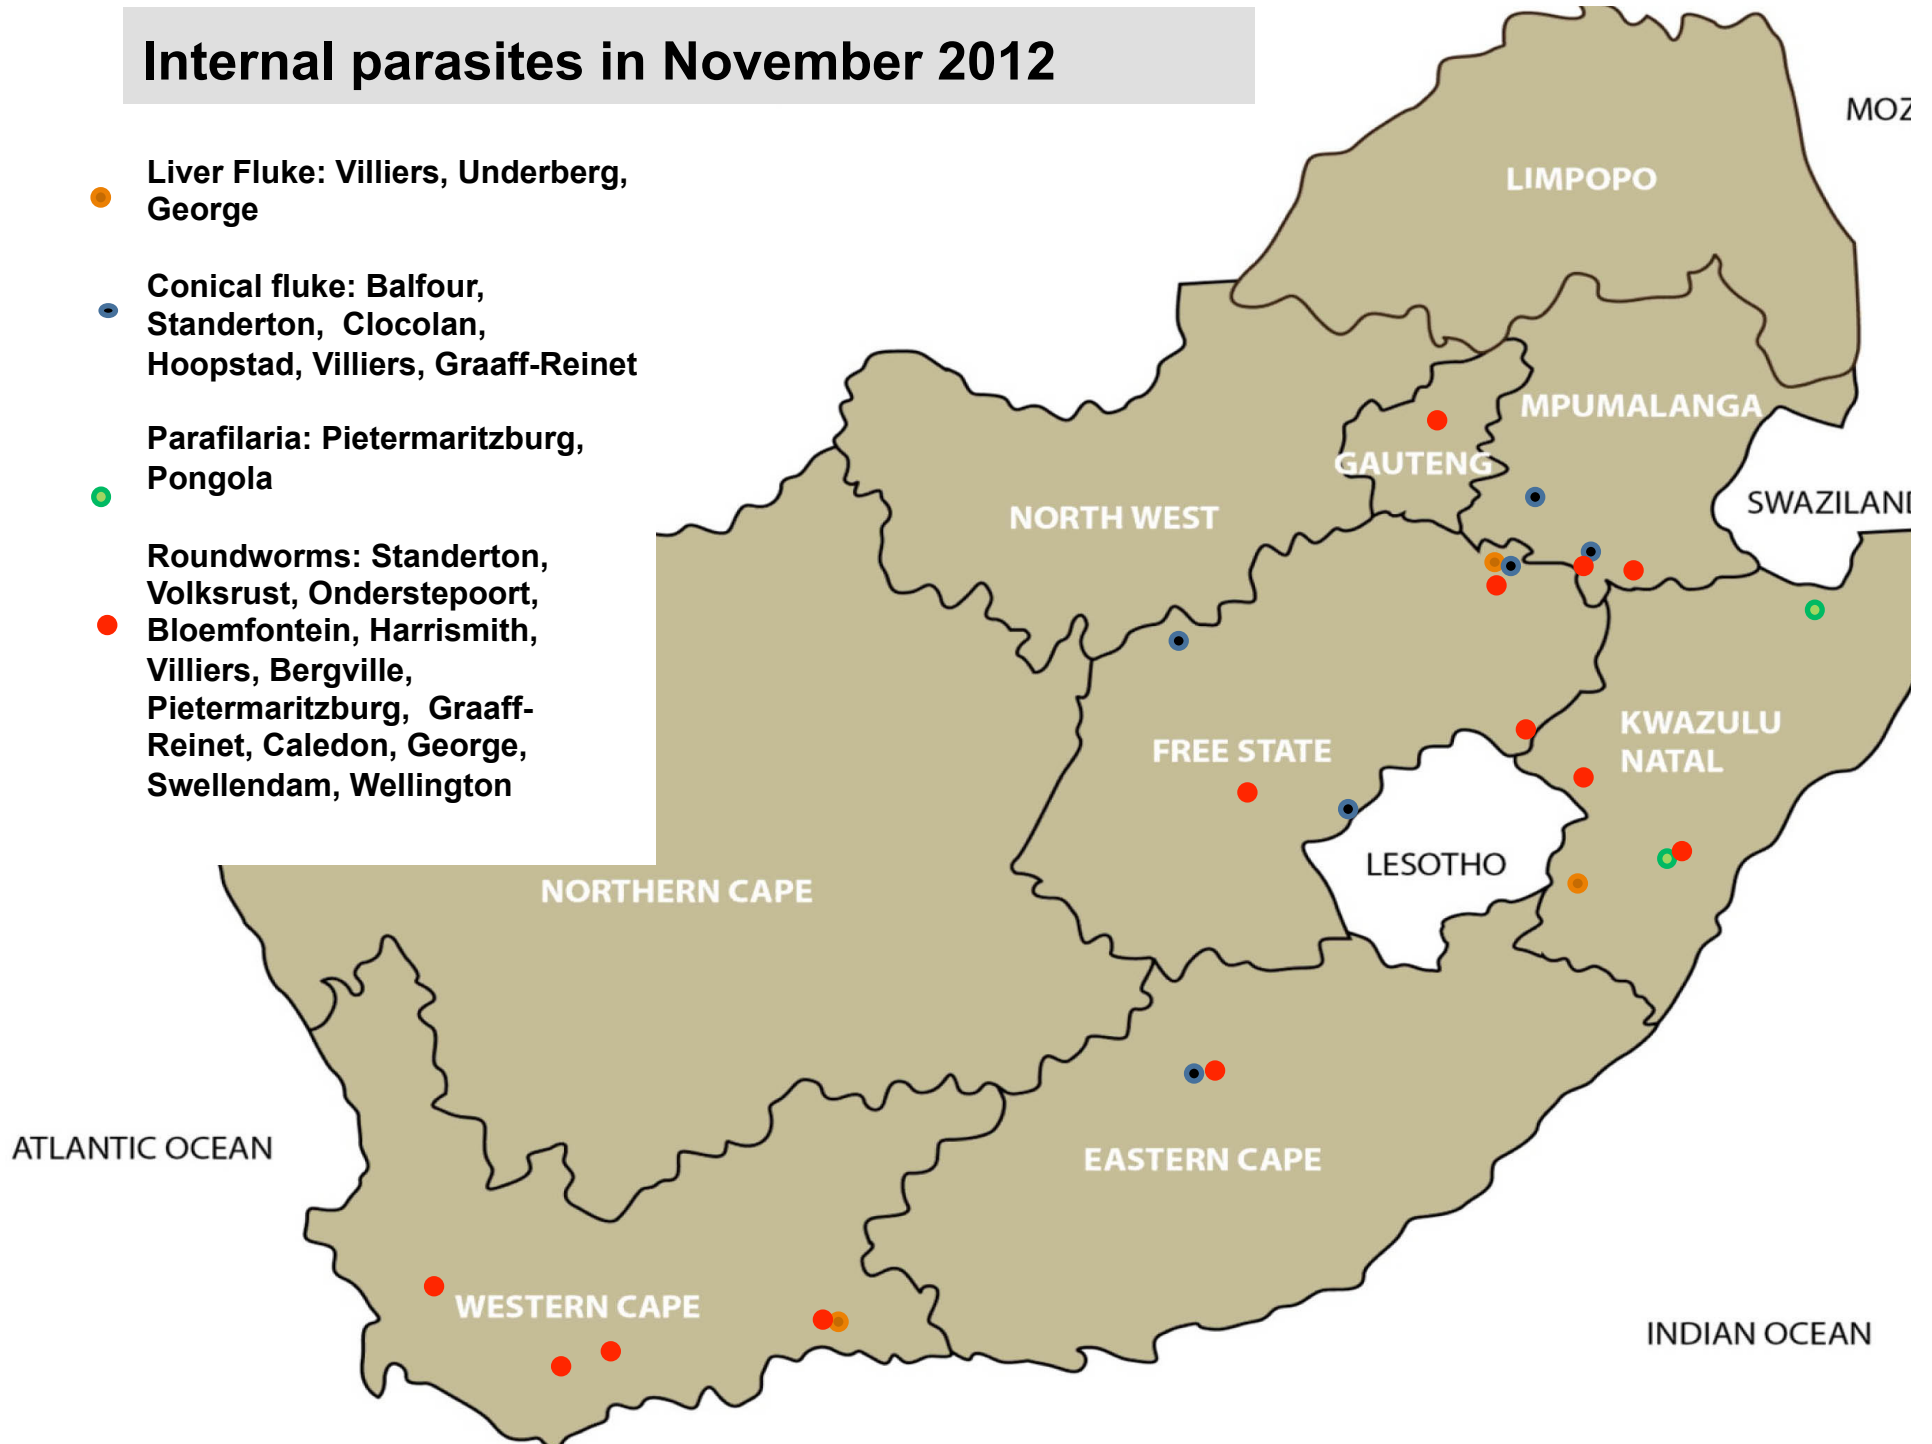 Internal parasites in November 2012
Liver Fluke: Villiers, Underberg,
George
Conical fluke: Balfour,
Standerton, Clocolan,
Hoopstad, Villiers, Graaff-Reinet
Parafilaria: Pietermaritzburg,
Pongola
Roundworms: Standerton,
Volksrust, Onderstepoort,
Bloemfontein, Harrismith,
Villiers, Bergville,
Pietermaritzburg, Graaff-
Reinet, Caledon, George,
Swellendam, Wellington
MOZ
LIMPOPO
MPUMALANGA
GAUTENG
SWAZILAND
NORTH WEST
KWAZULU
NATAL
FREE STATE
LESOTHO
NORTHERN CAPE
ATLANTIC OCEAN
EASTERN CAPE
WESTERN CAPE
INDIAN OCEAN